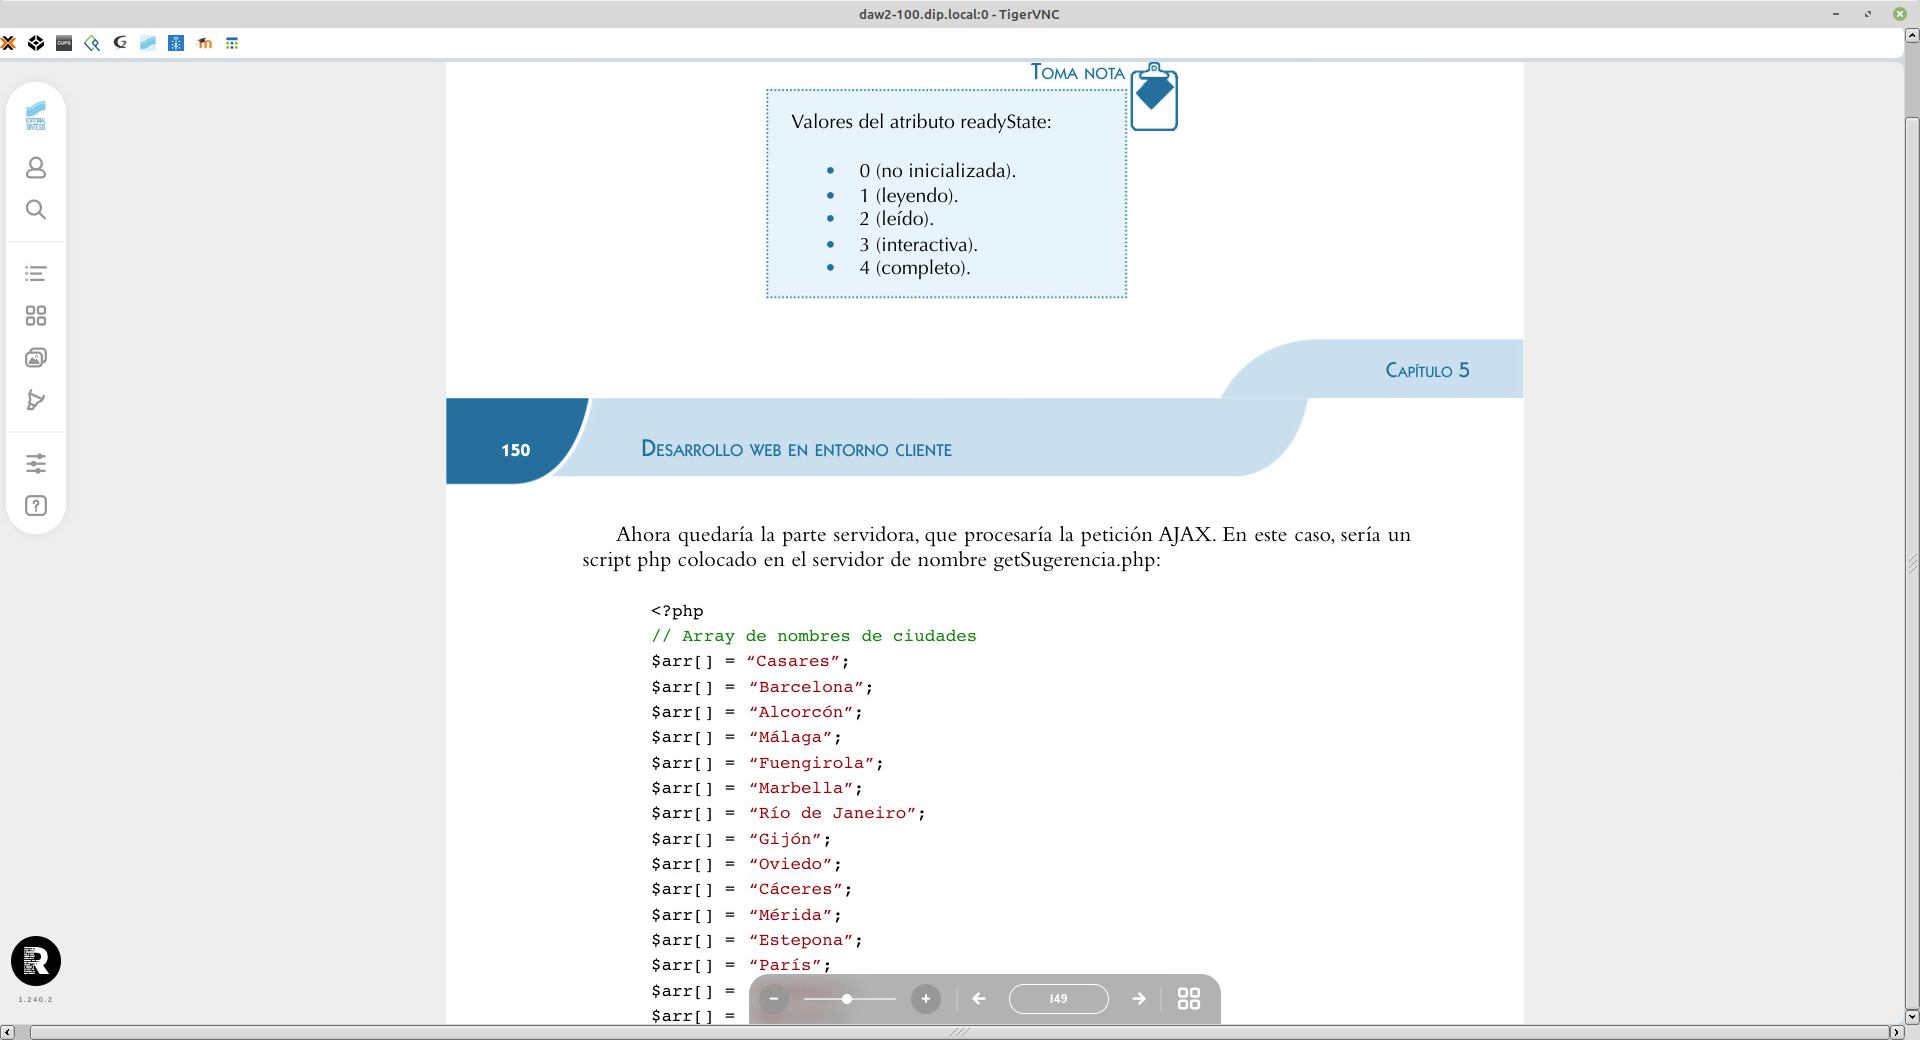 daw2-100.dip.local:0 - TigerVNC
CUPS
EDITORIAL
SÍNTESIS
Toma nota
Valores del atributo readyState:
• 0 (no inicializada).
• 1 (leyendo).
• 2 (leído).
• 3 (interactiva).
• 4 (completo).
Capítulo 5
150
Desarrollo web en entorno cliente
Ahora quedaría la parte servidora, que procesaría la petición AJAX. En este caso, sería un
script php colocado en el servidor de nombre getSugerencia.php:
<?php
// Array de nombres de ciudades
$arr[] = “Casares”;
$arr[] = “Barcelona”;
$arr[] = “Alcorcón”;
$arr[] = “Málaga”;
$arr[] = “Fuengirola”;
$arr[] = “Marbella”;
$arr[] = “Río de Janeiro”;
$arr[] = “Gijón”;
$arr[] = “Oviedo”;
$arr[] = “Cáceres”;
$arr[] = “Mérida”;
$arr[] = “Estepona”;
$arr[] = “París”;
$arr[] =
$arr[] =
149
R
1.240.2